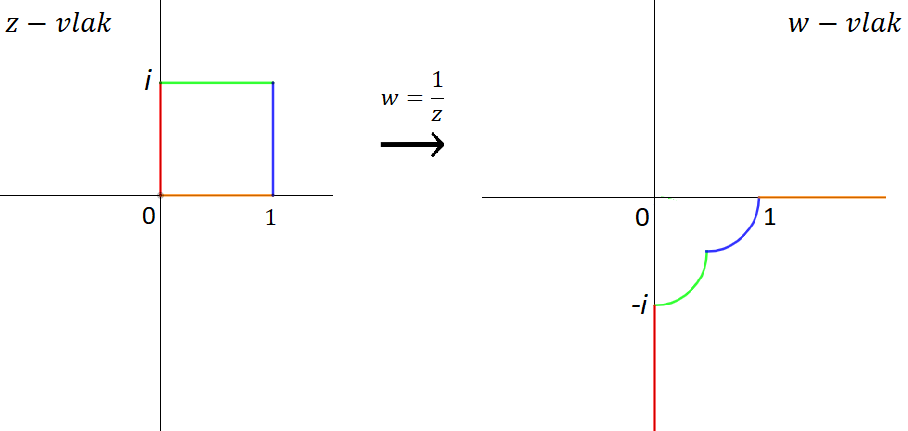 z − vlak
i
0
1
w = 1/z
w − vlak
0
1
-i